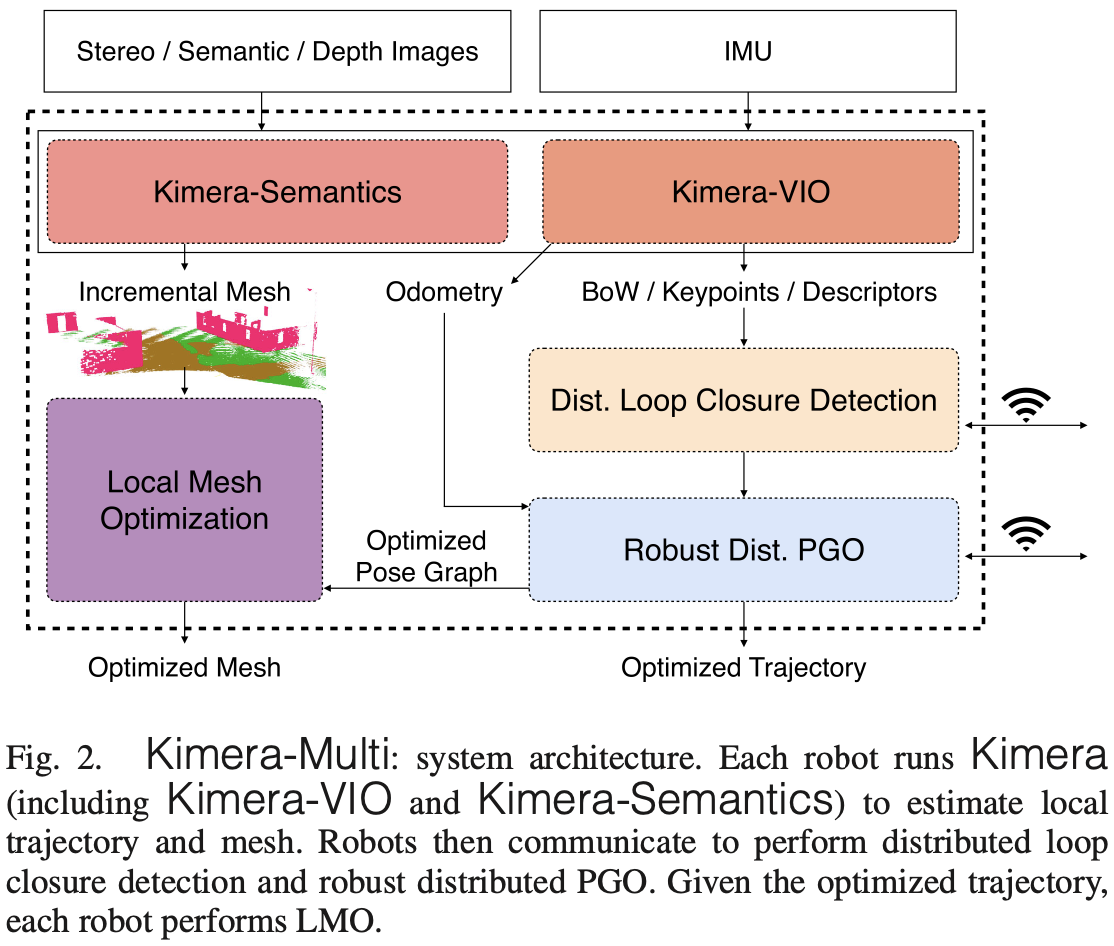 Stereo / Semantic / Depth Images
IMU
Kimera-Semantics
Kimera-VIO
Incremental Mesh
Odometry
BoW / Keypoints / Descriptors
Dist. Loop Closure Detection
Local Mesh
Optimization
Optimized
Pose Graph
Robust Dist. PGO
Optimized Mesh
Optimized Trajectory
Fig. 2. Kimera-Multi: system architecture. Each robot runs Kimera
(including Kimera-VIO and Kimera-Semantics) to estimate local
trajectory and mesh. Robots then communicate to perform distributed loop
closure detection and robust distributed PGO. Given the optimized trajectory,
each robot performs LMO.